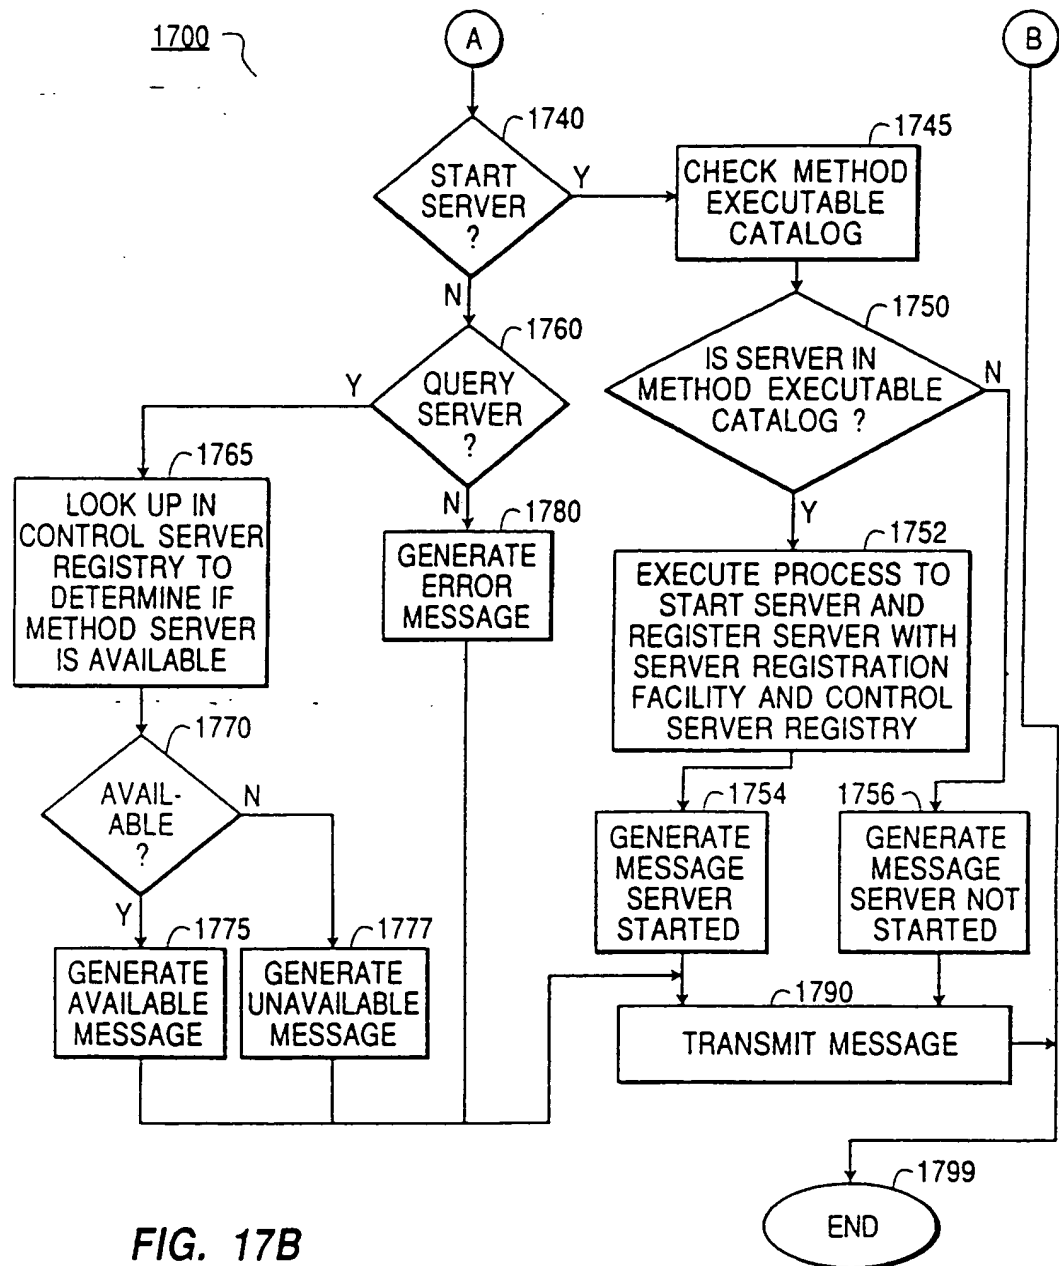 1700
A
B
1740
START
SERVER
?
Y
N
1745
CHECK METHOD
EXECUTABLE
CATALOG
1750
IS SERVER IN
METHOD EXECUTABLE
CATALOG ?
N
Y
1760
QUERY
SERVER
?
Y
N
1765
LOOK UP IN
CONTROL SERVER
REGISTRY TO
DETERMINE IF
METHOD SERVER
IS AVAILABLE
1780
GENERATE
ERROR
MESSAGE
1752
EXECUTE PROCESS TO
START SERVER AND
REGISTER SERVER WITH
SERVER REGISTRATION
FACILITY AND CONTROL
SERVER REGISTRY
1770
AVAIL-
ABLE
?
N
Y
1754
GENERATE
MESSAGE
SERVER
STARTED
1756
GENERATE
MESSAGE
SERVER NOT
STARTED
1775
GENERATE
AVAILABLE
MESSAGE
1777
GENERATE
UNAVAILABLE
MESSAGE
1790
TRANSMIT MESSAGE
1799
END
FIG. 17B